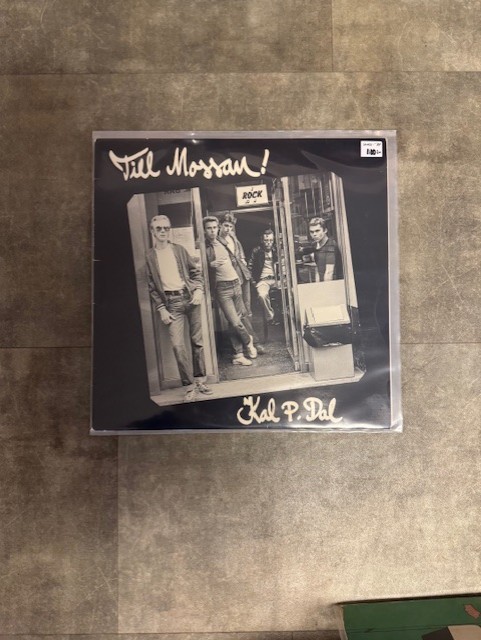 Till Mossan!
ROCK
Kal P. Dal